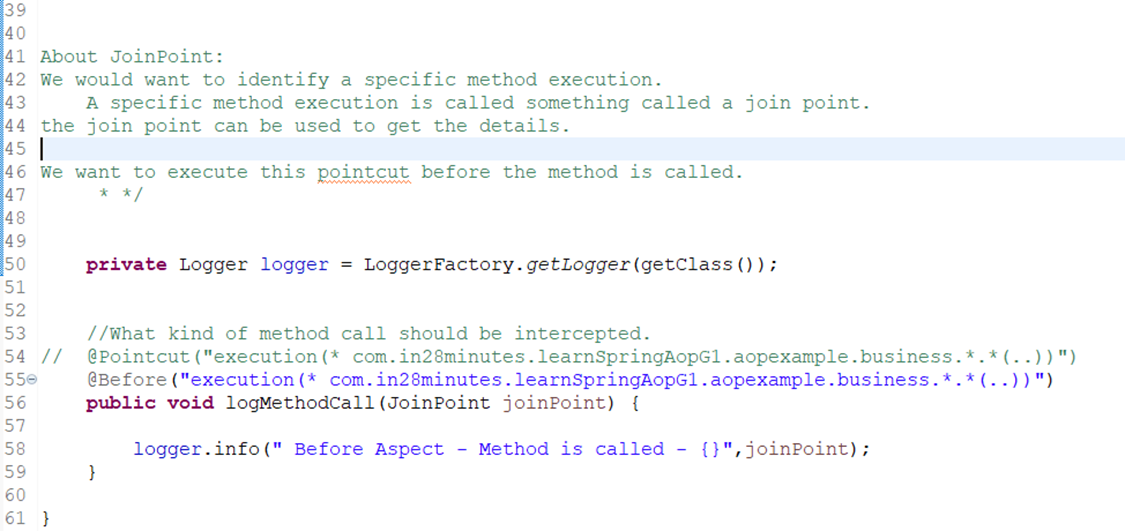 39
40
41 About JoinPoint:
42 We would want to identify a specific method execution.
43     A specific method execution is called something called a join point.
44 the join point can be used to get the details.
45
46 We want to execute this pointcut before the method is called.
47      * */
48
49
50     private Logger logger = LoggerFactory.getLogger(getClass());
51
52
53     //What kind of method call should be intercepted.
54 //  @Pointcut("execution(* com.in28minutes.learnSpringAopG1.aopexample.business.*.*(..))")
55     @Before("execution(* com.in28minutes.learnSpringAopG1.aopexample.business.*.*(..))")
56     public void logMethodCall(JoinPoint joinPoint) {
57
58         logger.info(" Before Aspect - Method is called - {}",joinPoint);
59     }
60
61 }